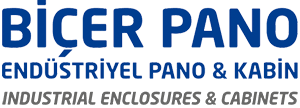 BİÇER PANO
ENDÜSTRİYEL PANO & KABİN
INDUSTRIAL ENCLOSURES & CABINETS